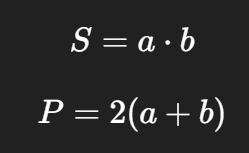 S = a · b
P = 2(a + b)